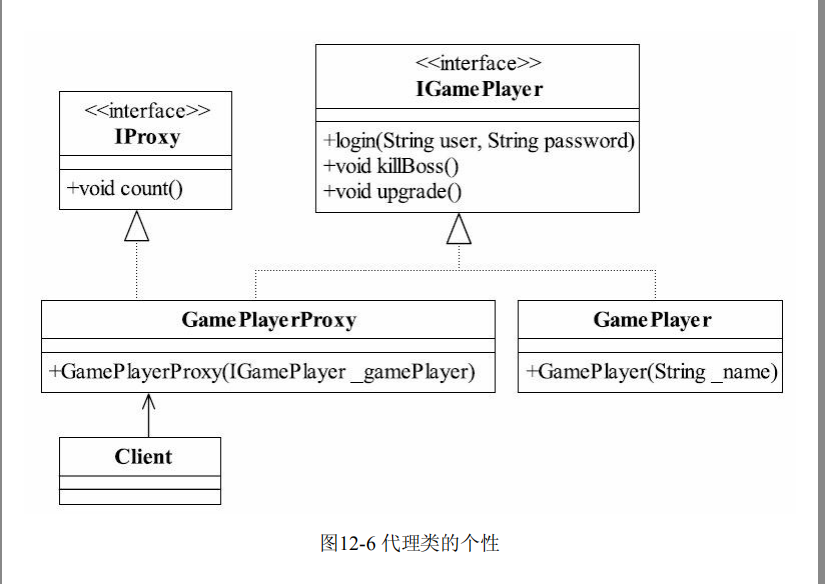 <<interface>>
IProxy
+void count()
<<interface>>
IGamePlayer
+login(String user, String password)
+void killBoss()
+void upgrade()
GamePlayerProxy
+GamePlayerProxy(IGamePlayer _gamePlayer)
GamePlayer
+GamePlayer(String _name)
Client
图12-6 代理类的个性